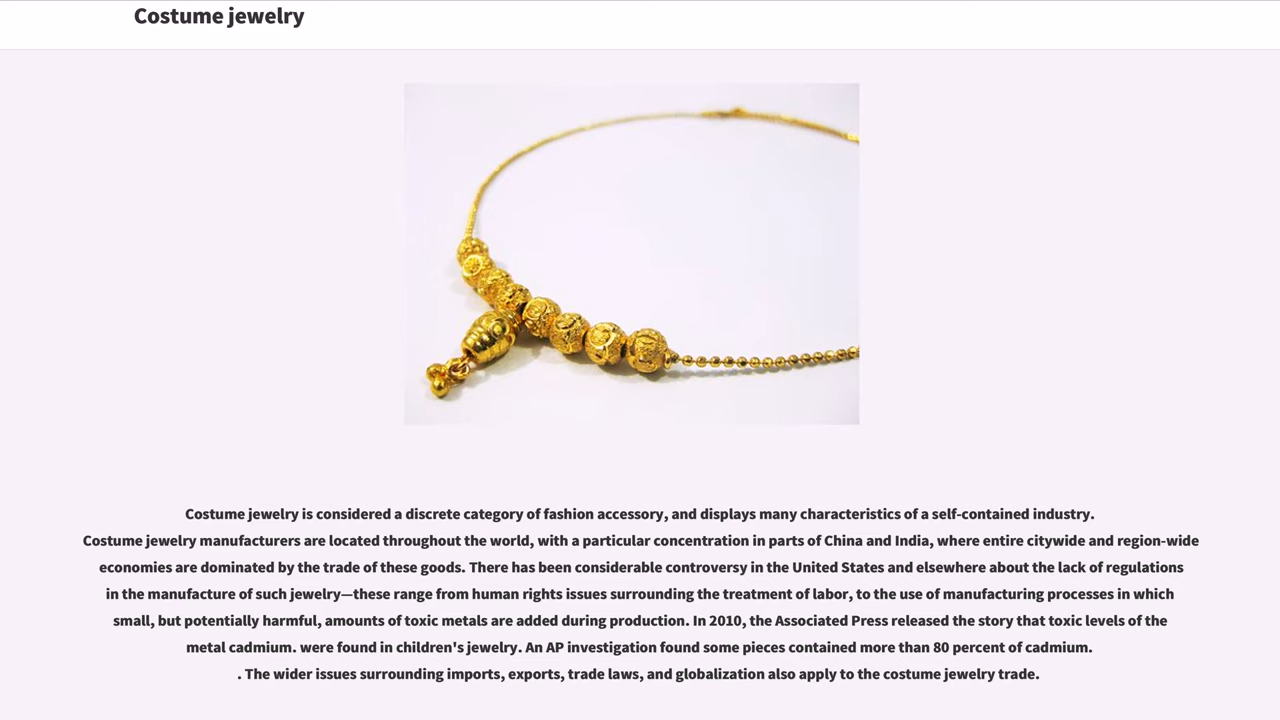 Costume jewelry
Costume jewelry is considered a discrete category of fashion accessory, and displays many characteristics of a self-contained industry.
Costume jewelry manufacturers are located throughout the world, with a particular concentration in parts of China and India, where entire citywide and region-wide
economies are dominated by the trade of these goods. There has been considerable controversy in the United States and elsewhere about the lack of regulations
in the manufacture of such jewelry—these range from human rights issues surrounding the treatment of labor, to the use of manufacturing processes in which
small, but potentially harmful, amounts of toxic metals are added during production. In 2010, the Associated Press released the story that toxic levels of the
metal cadmium. were found in children's jewelry. An AP investigation found some pieces contained more than 80 percent of cadmium.
. The wider issues surrounding imports, exports, trade laws, and globalization also apply to the costume jewelry trade.